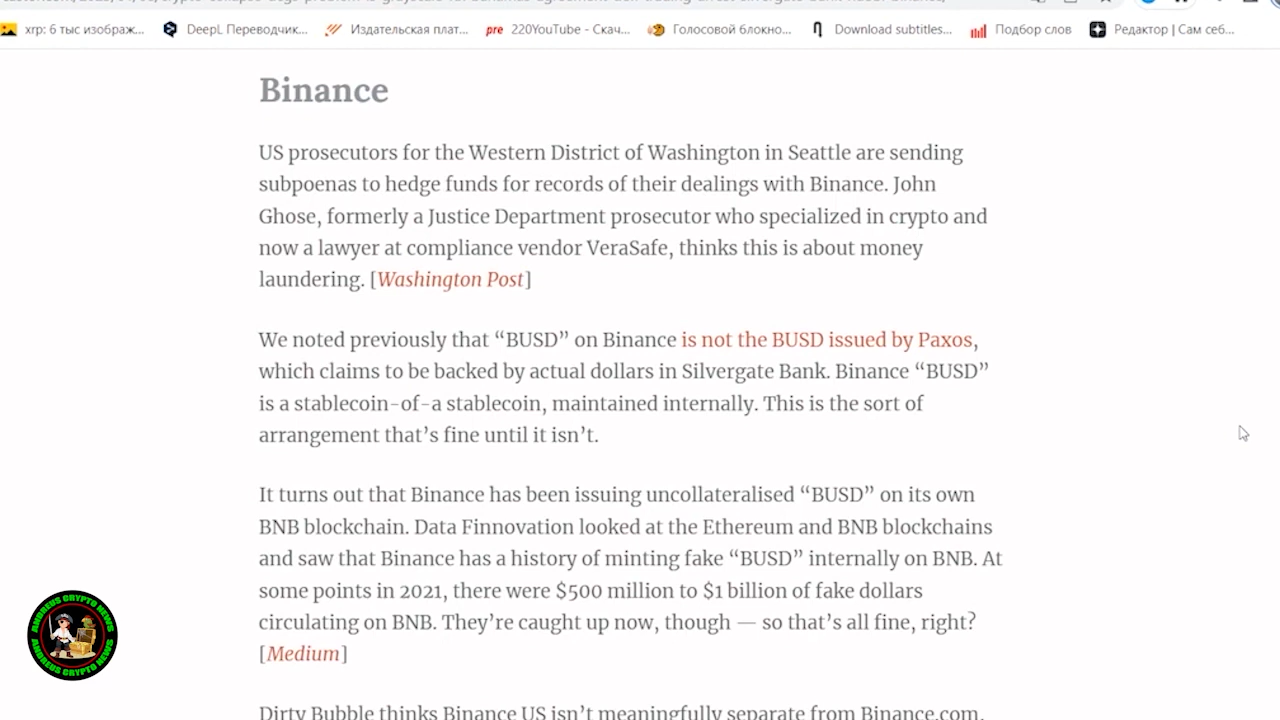 xrp: 6 тыс изображ...
DeepL Переводчик...
Издательская плат...
pre 220YouTube - Скач...
Голосовой блокно...
Download subtitles...
Подбор слов
Редактор | Сам себ...
Binance
US prosecutors for the Western District of Washington in Seattle are sending
subpoenas to hedge funds for records of their dealings with Binance. John
Ghose, formerly a Justice Department prosecutor who specialized in crypto and
now a lawyer at compliance vendor VeraSafe, thinks this is about money
laundering. [Washington Post]
We noted previously that “BUSD” on Binance is not the BUSD issued by Paxos,
which claims to be backed by actual dollars in Silvergate Bank. Binance “BUSD”
is a stablecoin-of-a stablecoin, maintained internally. This is the sort of
arrangement that’s fine until it isn’t.
It turns out that Binance has been issuing uncollateralised “BUSD” on its own
BNB blockchain. Data Finnovation looked at the Ethereum and BNB blockchains
and saw that Binance has a history of minting fake “BUSD” internally on BNB. At
some points in 2021, there were $500 million to $1 billion of fake dollars
circulating on BNB. They’re caught up now, though — so that’s all fine, right?
[Medium]
Dirty Bubble thinks Binance US isn’t meaningfully separate from Binance.com.
ANDREUS CRYPTO NEWS
ANDREUS CRYPTO NEWS